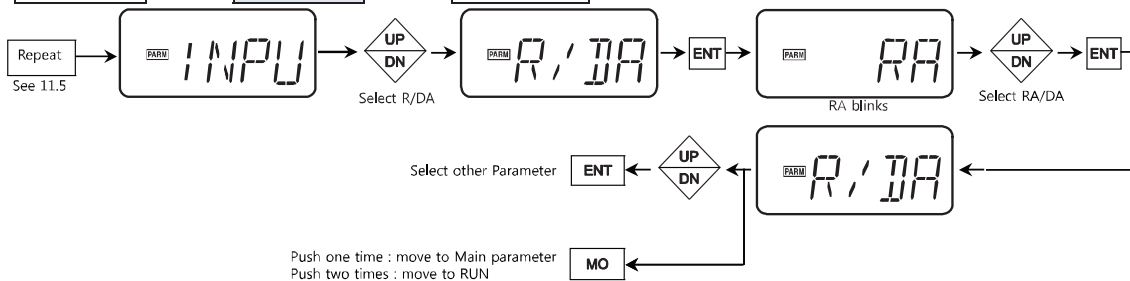 Repeat
See 11.5
PARM INPU
UP
DN
Select R/DA
PARM R/DA
ENT
PARM RA
RA blinks
UP
DN
Select RA/DA
ENT
Select other Parameter
ENT
UP
DN
PARM R/DA
Push one time : move to Main parameter
Push two times : move to RUN
MO